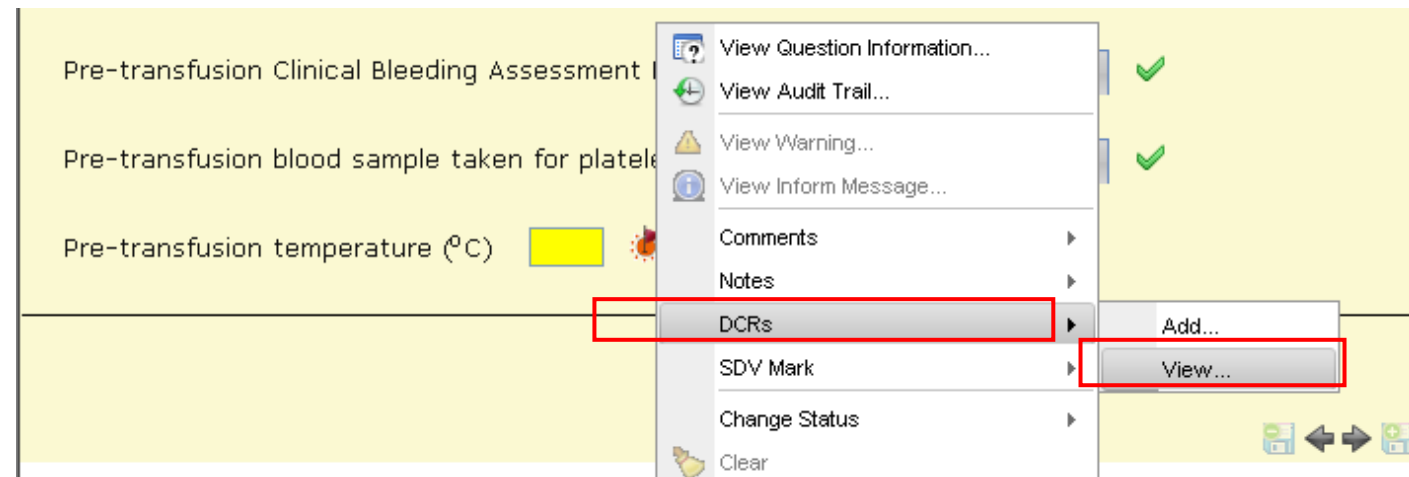 Pre-transfusion Clinical Bleeding Assessment
View Question Information...
View Audit Trail...
Pre-transfusion blood sample taken for
View Warning...
View Inform Message...
Pre-transfusion temperature (ºC)
Comments
Notes
DCRs
Add...
SDV Mark
View...
Change Status
Clear